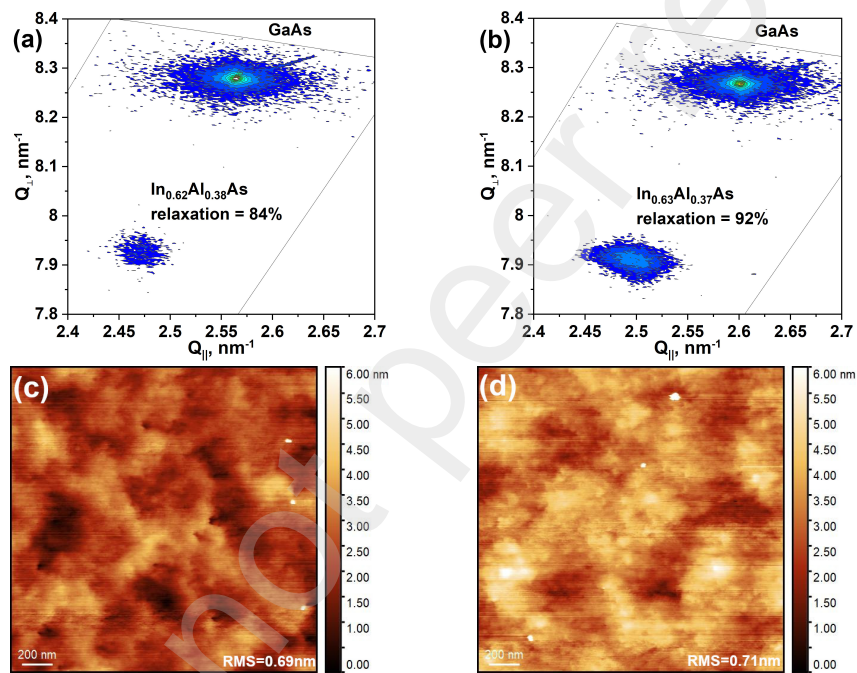 (a)
GaAs
8.4
8.3
8.2
8.1
8
7.9
7.8
Q⊥, nm-1
In0.62Al0.38As
relaxation = 84%
2.4
2.45
2.5
2.55
2.6
2.65
2.7
Q||, nm-1
(b)
GaAs
8.4
8.3
8.2
8.1
8
7.9
7.8
Q⊥, nm-1
In0.63Al0.37As
relaxation = 92%
2.4
2.45
2.5
2.55
2.6
2.65
2.7
Q||, nm-1
(c)
200 nm
RMS=0.69nm
6.00 nm
5.50
5.00
4.50
4.00
3.50
3.00
2.50
2.00
1.50
1.00
0.00
(d)
200 nm
RMS=0.71nm
6.00 nm
5.50
5.00
4.50
4.00
3.50
3.00
2.50
2.00
1.50
1.00
0.00
not peer re